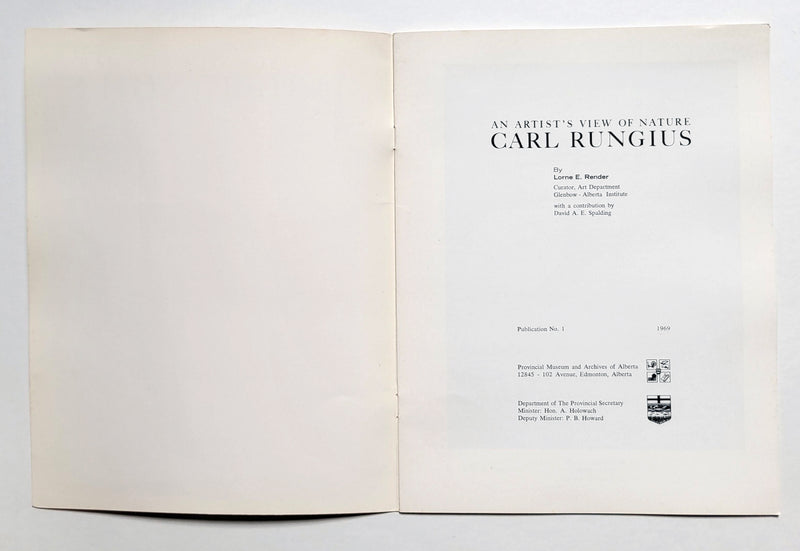 AN ARTIST'S VIEW OF NATURE
CARL RUNGIUS
By
Lorne E. Render
Curator, Art Department
Glenbow - Alberta Institute
with a contribution by
David A. E. Spalding
Publication No. 1 1969
Provincial Museum and Archives of Alberta
12845 - 102 Avenue, Edmonton, Alberta
Department of The Provincial Secretary
Minister: Hon. A. Holowach
Deputy Minister: P. B. Howard